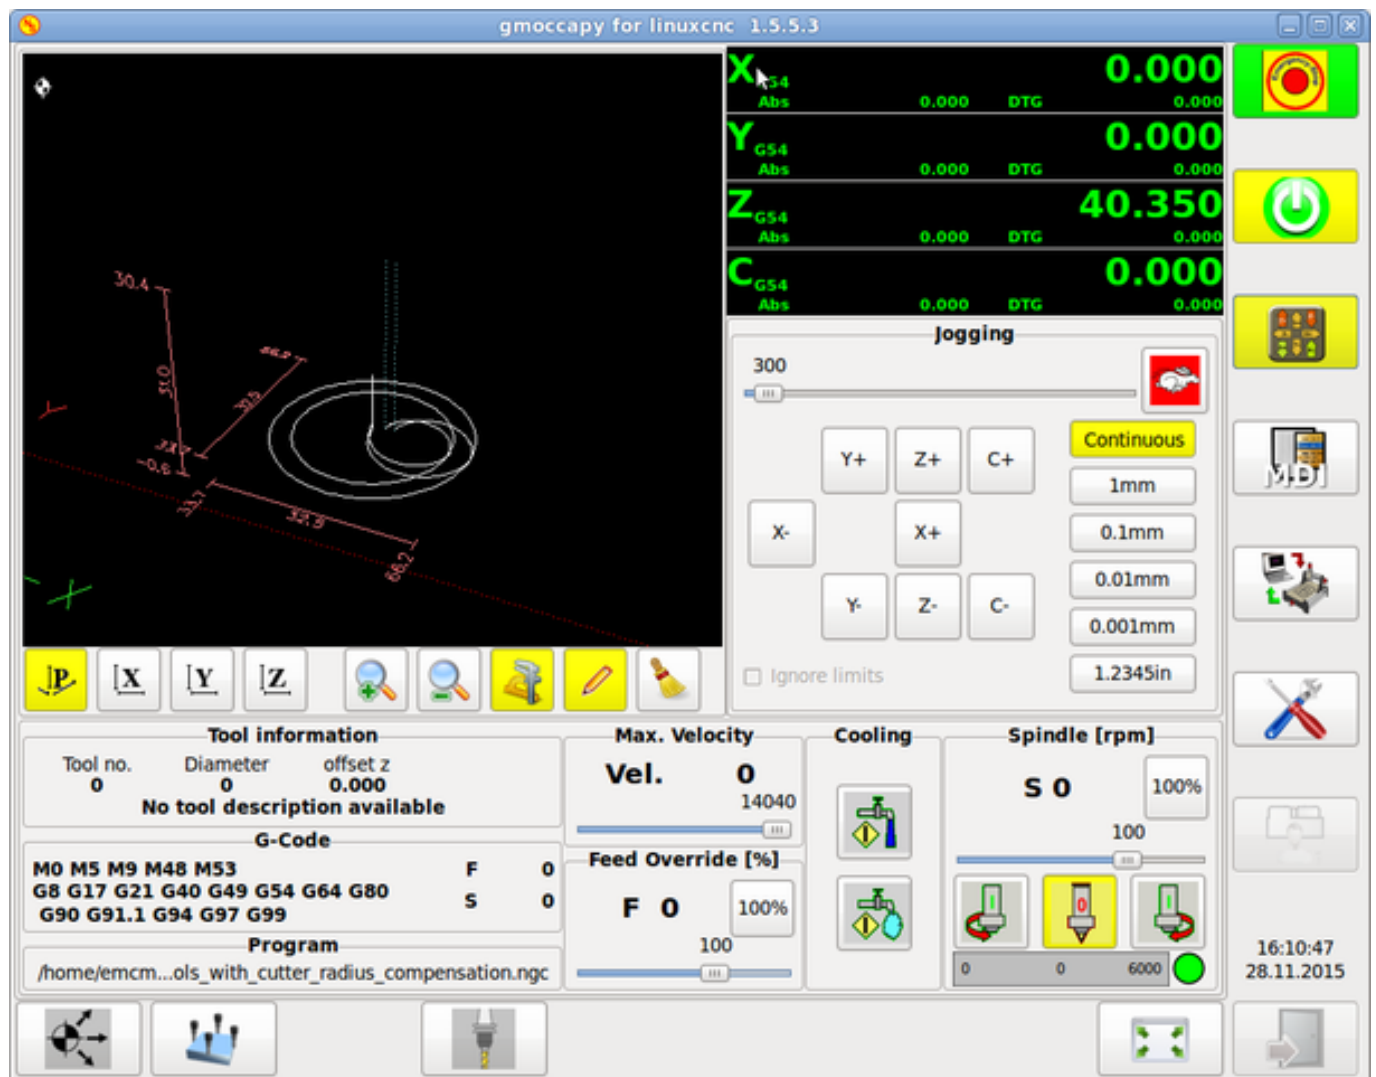 gmoccapy for linuxcnc 1.5.5.3
X 0.000
Abs 0.000 DTG 0.000
Y G54 0.000
Abs 0.000 DTG 0.000
Z G54 40.350
Abs 0.000 DTG 0.000
C G54 0.000
Abs 0.000 DTG 0.000
30.4
31.0
-0.6
66.2
X
Jogging
300
Y+ Z+ C+
X- X+
Y- Z- C-
Continuous
1mm
0.1mm
0.01mm
0.001mm
1.2345in
Ignore limits
MDI
P X Y Z
Tool information
Tool no. Diameter offset z
0 0 0.000
No tool description available
G-Code
M0 M5 M9 M48 M53
G8 G17 G21 G40 G49 G54 G64 G80
G90 G91.1 G94 G97 G99
F 0
S 0
Program
/home/emcm...ols_with_cutter_radius_compensation.ngc
Max. Velocity
Vel. 0
14040
Feed Override [%]
F 0 100%
100
Cooling
Spindle [rpm]
S 0 100%
100
0 0 6000
16:10:47
28.11.2015